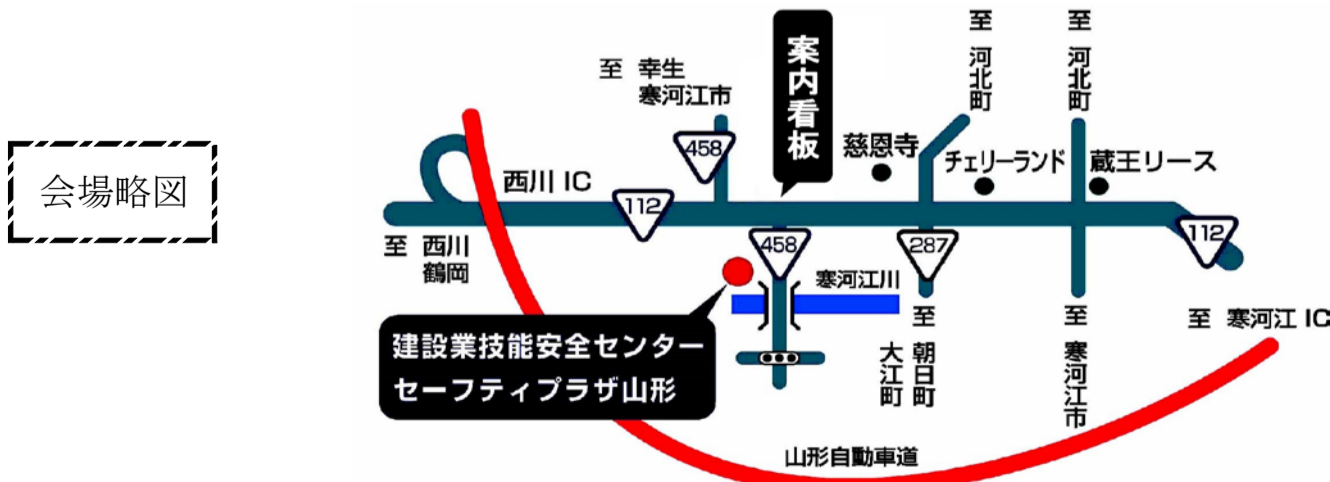 会場略図
案内看板
至 幸生
寒河江市
至 河北町
至 河北町
458
慈恩寺
チェリーランド
蔵王リース
西川 IC
112
至 西川
鶴岡
458
287
112
寒河江川
建設業技能安全センター
セーフティプラザ山形
至 朝日町
大江町
至 寒河江市
至 寒河江 IC
山形自動車道